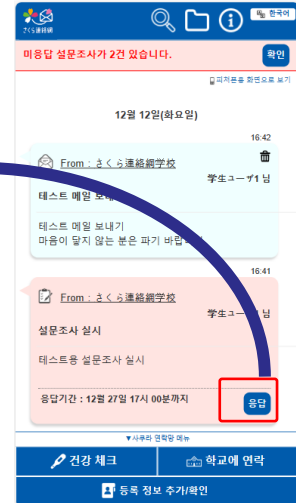 さくら連絡網
한국어
미응답 설문조사가 2건 있습니다.
확인
피처폰용 화면으로 보기
12월 12일(화요일)
16:42
From : さくら連絡網学校
学生ユーザ1 님
테스트 메일 보내기
테스트 메일 보내기
마음이 닿지 않는 분은 파기 바랍
16:41
From : さくら連絡網学校
学生ユー 님
설문조사 실시
테스트용 설문조사 실시
응답기간 : 12월 27일 17시 00분까지
응답
▼사쿠라 연락망 메뉴
건강 체크
학교에 연락
등록 정보 추가/확인